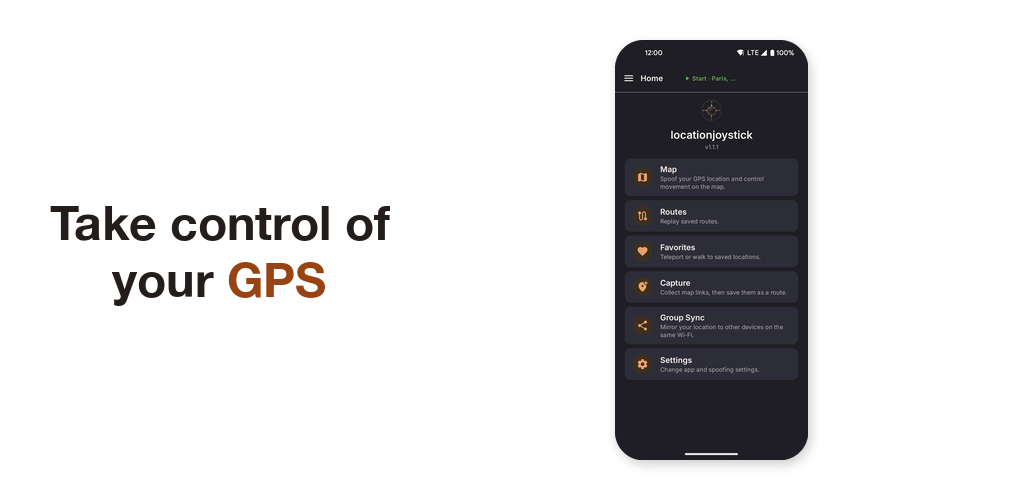 Take control of
your GPS
12:00
LTE
100%
Home
Start - Paris, ...
locationjoystick
v1.1.1
Map
Spoof your GPS location and control
movement on the map.
Routes
Replay saved routes.
Favorites
Teleport or walk to saved locations.
Capture
Collect map links, then save them as a route.
Group Sync
Mirror your location to other devices on the
same Wi-Fi.
Settings
Change app and spoofing settings.